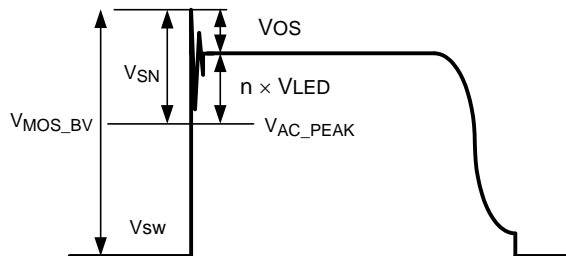 VOS
VSN
n × VLED
VMOS_BV
VAC_PEAK
Vsw